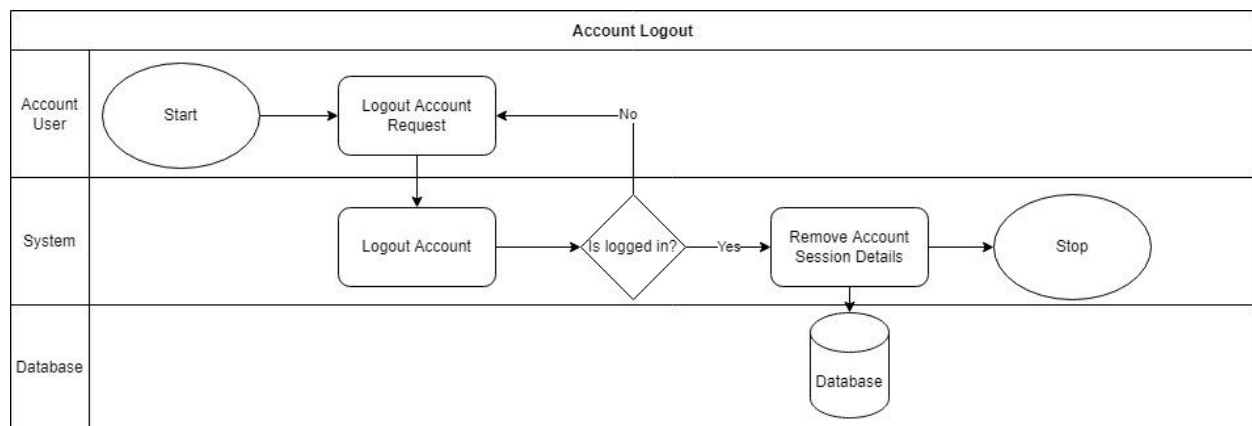 Account Logout
Account
User
Start
Logout Account
Request
No
System
Logout Account
Is logged in?
Yes
Remove Account
Session Details
Stop
Database
Database